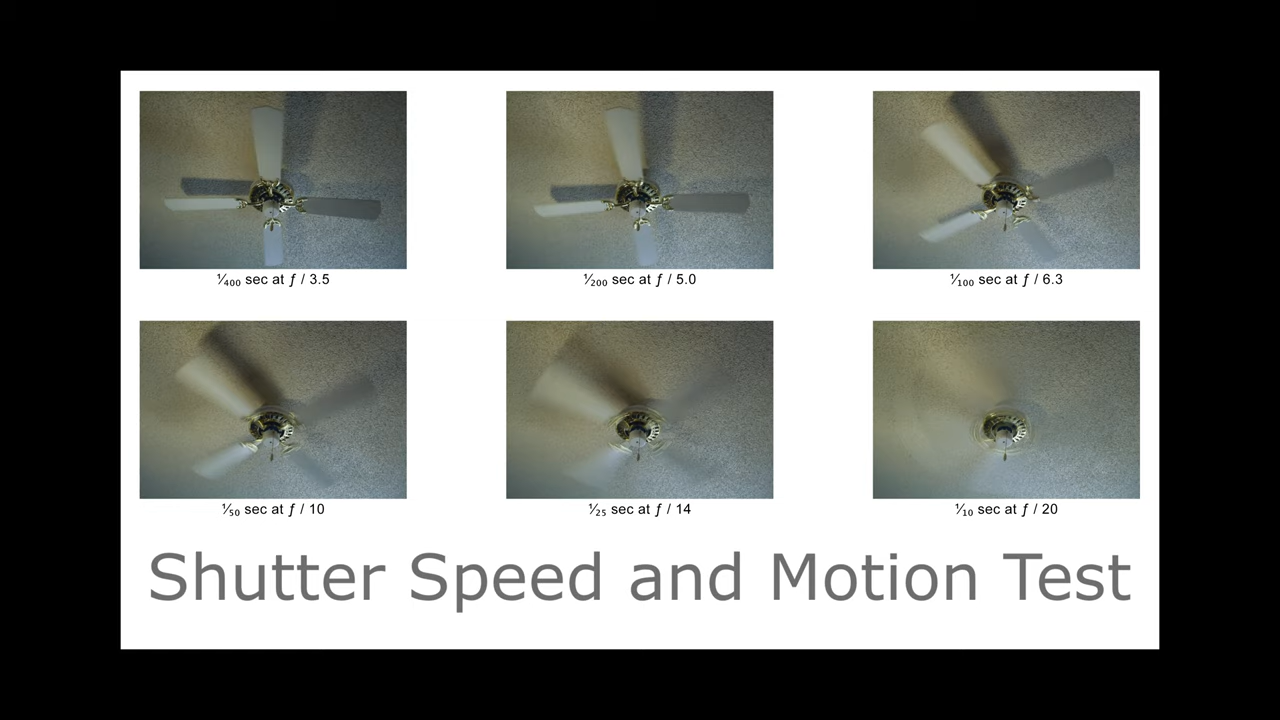 ¹⁄₄₀₀ sec at ƒ / 3.5
¹⁄₂₀₀ sec at ƒ / 5.0
¹⁄₁₀₀ sec at ƒ / 6.3
¹⁄₅₀ sec at ƒ / 10
¹⁄₂₅ sec at ƒ / 14
¹⁄₁₀ sec at ƒ / 20
Shutter Speed and Motion Test